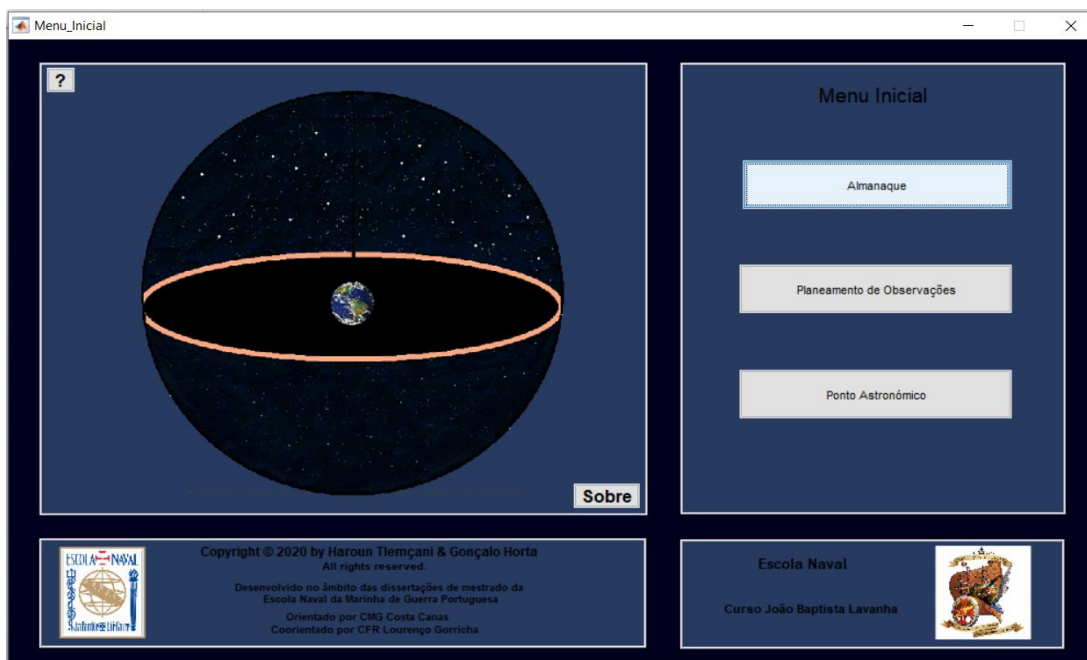 Menu_Inicial
?
Sobre
Menu Inicial
Almanaque
Planeamento de Observações
Ponto Astronómico
ESCOLA NAVAL
Copyright © 2020 by Haroun Tlemçani & Gonçalo Horta
All rights reserved.
Desenvolvido no âmbito das dissertações de mestrado da
Escola Naval da Marinha de Guerra Portuguesa
Orientado por CMG Costa Canas
Coorientado por CFR Lourenço Gorricha
Escola Naval
Curso João Baptista Lavanha